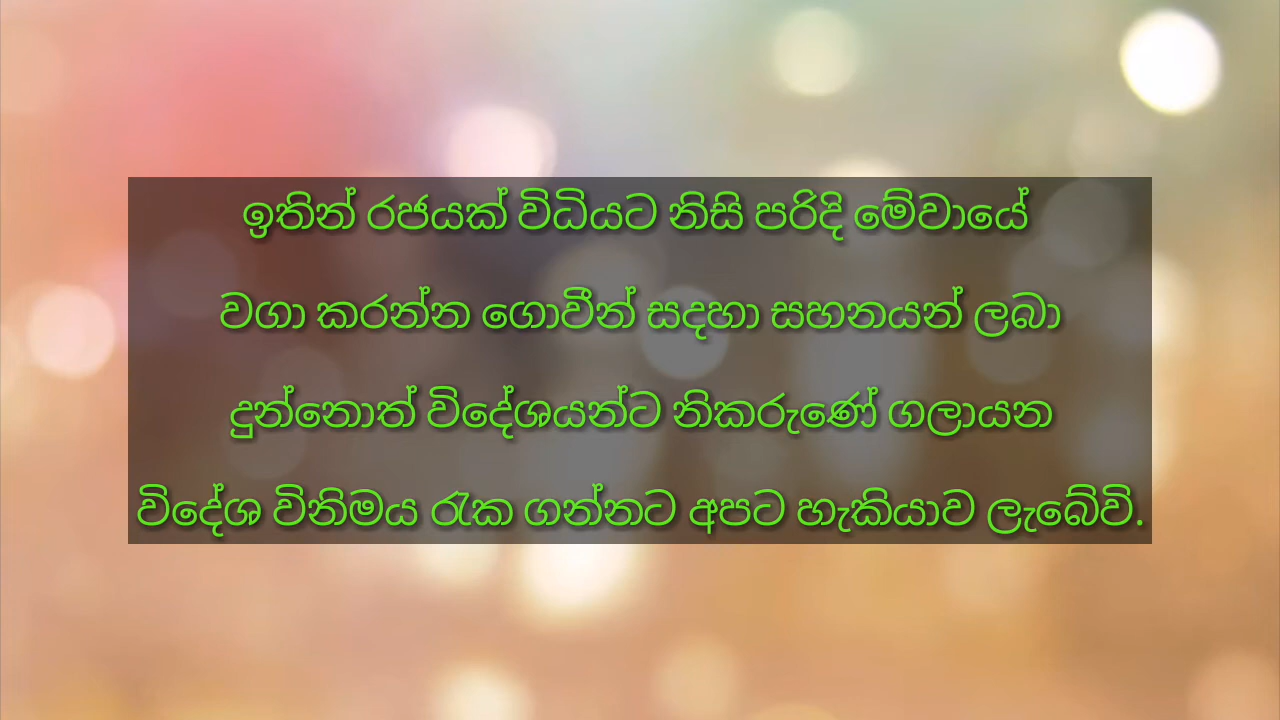 ඉතින් රජයක් විධියට නිසි පරිදි මේවායේ
වගා කරන්න ගොවීන් සඳහා සහනයන් ලබා
දුන්නොත් විදේශයන්ට නිකරුණේ ගලායන
විදේශ විනිමය රැක ගන්නට අපට හැකියාව ලැබේවි.